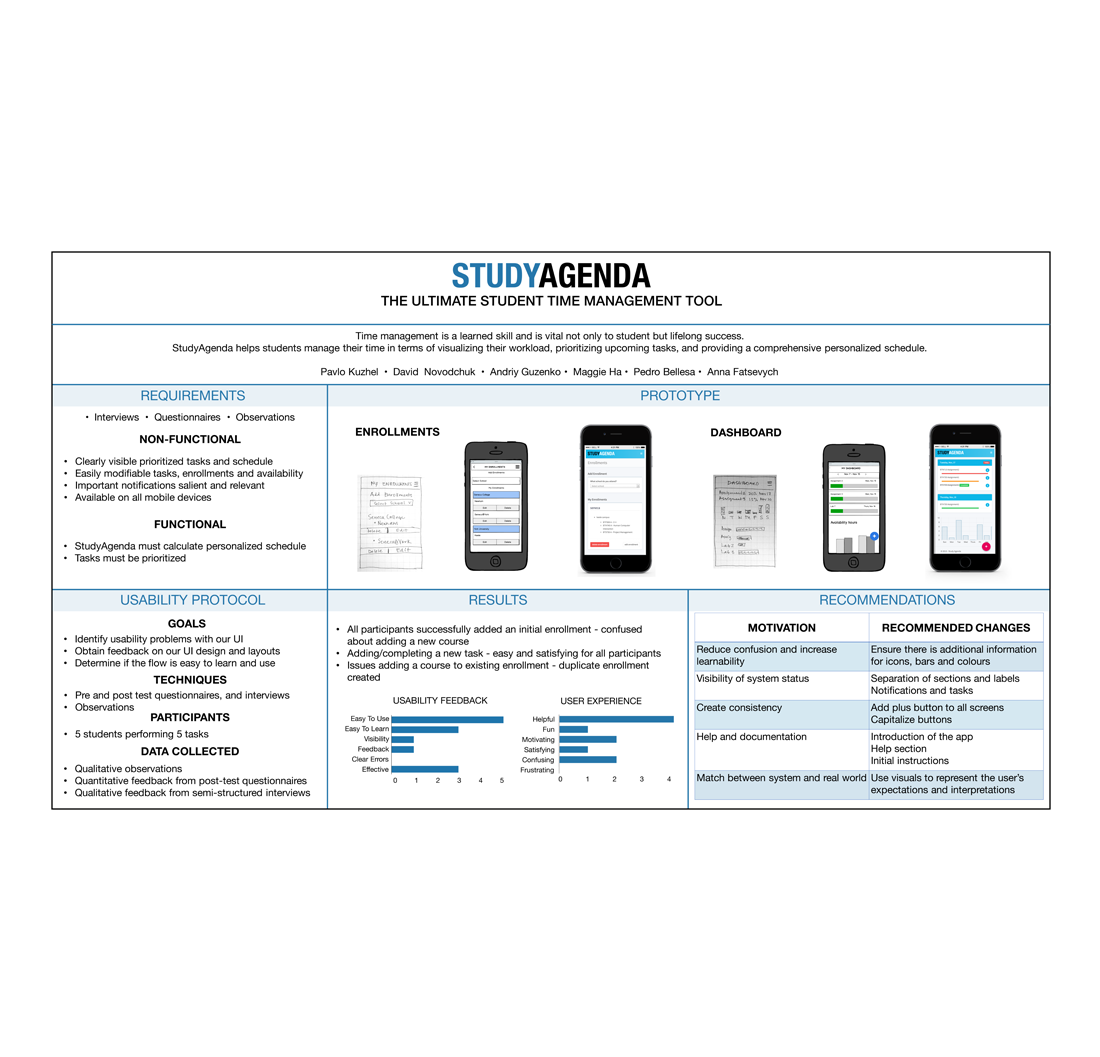 STUDYAGENDA
THE ULTIMATE STUDENT TIME MANAGEMENT TOOL
Time management is a learned skill and is vital not only to student but lifelong success.
StudyAgenda helps students manage their time in terms of visualizing their workload, prioritizing upcoming tasks, and providing a comprehensive personalized schedule.
Pavlo Kuzhel • David Novodchuk • Andriy Guzenko • Maggie Ha • Pedro Bellesa • Anna Fatsevych
REQUIREMENTS
• Interviews • Questionnaires • Observations
NON-FUNCTIONAL
• Clearly visible prioritized tasks and schedule
• Easily modifiable tasks, enrollments and availability
• Important notifications salient and relevant
• Available on all mobile devices
FUNCTIONAL
• StudyAgenda must calculate personalized schedule
• Tasks must be prioritized
PROTOTYPE
ENROLLMENTS
MY ENROLLMENTS
Add Enrollments
MY ENROLLMENTS
STUDYAGENDA
DASHBOARD
DASHBOARD
MY DASHBOARD
Availability Hours
STUDYAGENDA
USABILITY PROTOCOL
GOALS
• Identify usability problems with our UI
• Obtain feedback on our UI design and layouts
• Determine if the flow is easy to learn and use
TECHNIQUES
• Pre and post test questionnaires, and interviews
• Observations
PARTICIPANTS
• 5 students performing 5 tasks
DATA COLLECTED
• Qualitative observations
• Quantitative feedback from post-test questionnaires
• Qualitative feedback from semi-structured interviews
RESULTS
• All participants successfully added an initial enrollment - confused
about adding a new course
• Adding/completing a new task - easy and satisfying for all participants
• Issues adding a course to existing enrollment - duplicate enrollment
created
USABILITY FEEDBACK
Easy To Use
Easy To Learn
Visibility
Feedback
Clear Errors
Effective
0 1 2 3 4 5
USER EXPERIENCE
Helpful
Fun
Motivating
Satisfying
Confusing
Frustrating
0 1 2 3 4
RECOMMENDATIONS
MOTIVATION RECOMMENDED CHANGES
Reduce confusion and increase
learnability
Ensure there is additional information
for icons, bars and colours
Visibility of system status
Separation of sections and labels
Notifications and tasks
Create consistency
Add plus button to all screens
Capitalize buttons
Help and documentation
Introduction of the app
Help section
Initial instructions
Match between system and real world
Use visuals to represent the user's
expectations and interpretations